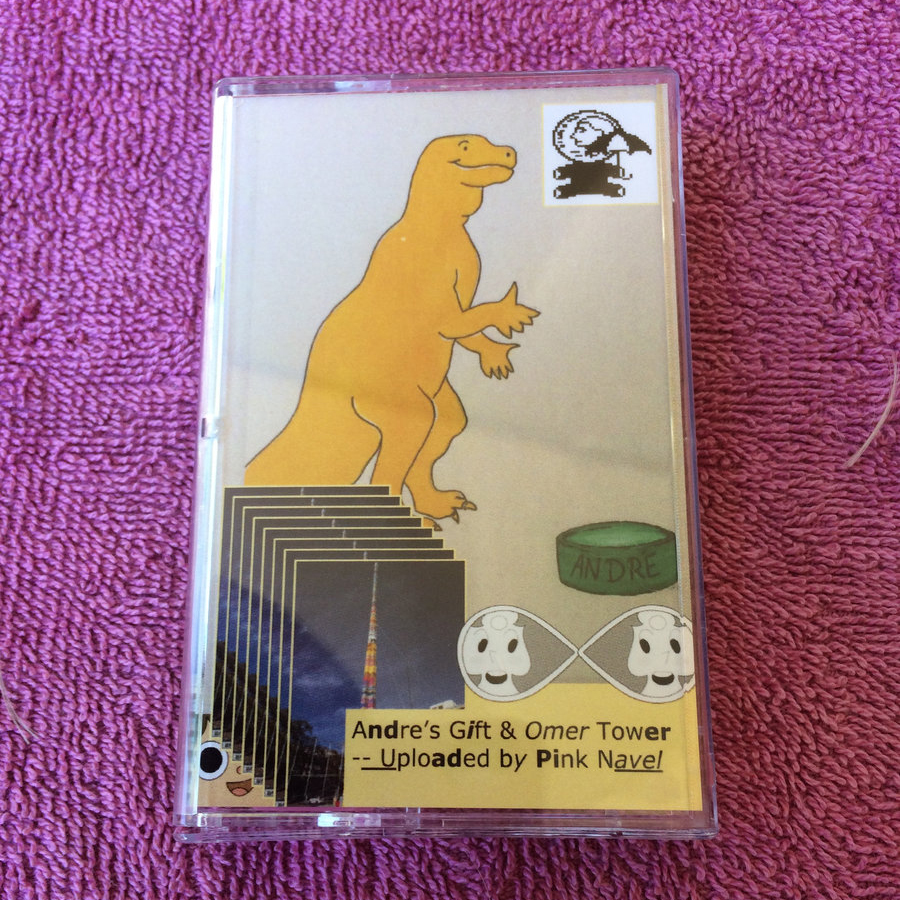 ANDRE
Andre's Gift & Omer Tower
-- Uploaded by Pink Navel